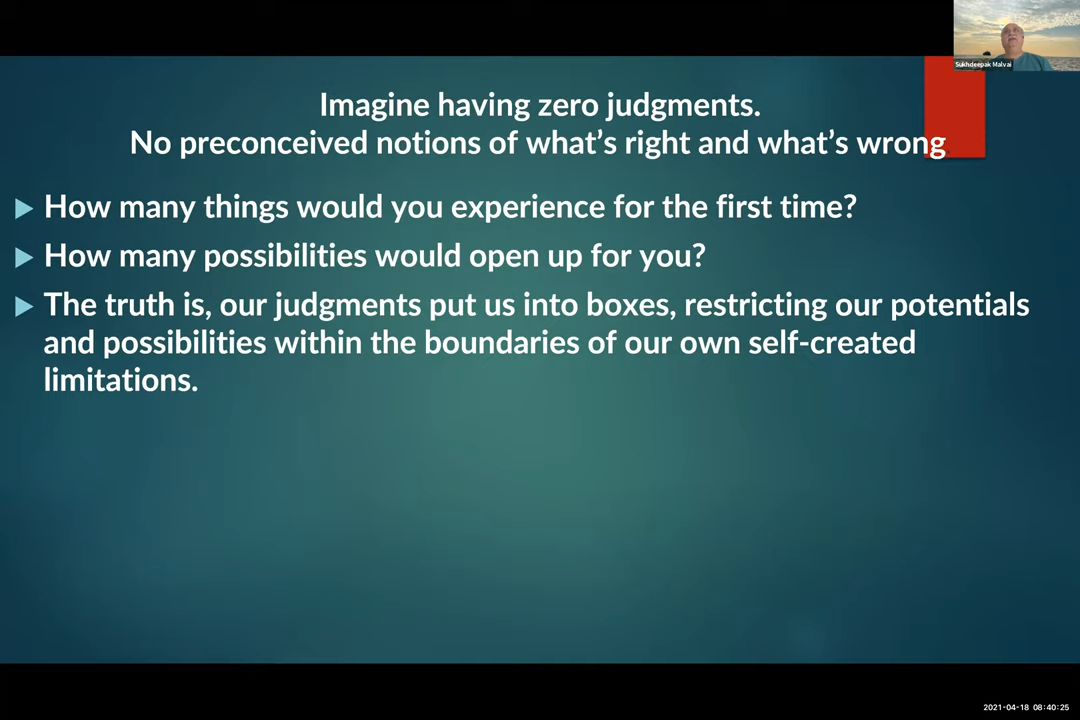 Sukhdeepak Malvai
Imagine having zero judgments.
No preconceived notions of what’s right and what’s wrong
How many things would you experience for the first time?
How many possibilities would open up for you?
The truth is, our judgments put us into boxes, restricting our potentials
and possibilities within the boundaries of our own self-created
limitations.
2021-04-18 08:40:25